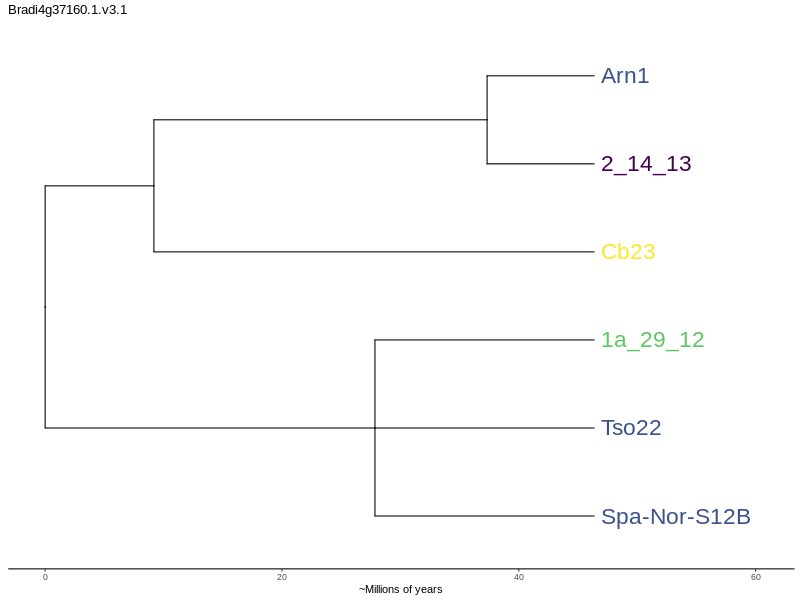 Bradi4g37160.1.v3.1
Arn1
2_14_13
Cb23
1a_29_12
Tso22
Spa-Nor-S12B
0 20 40 60
~Millions of years